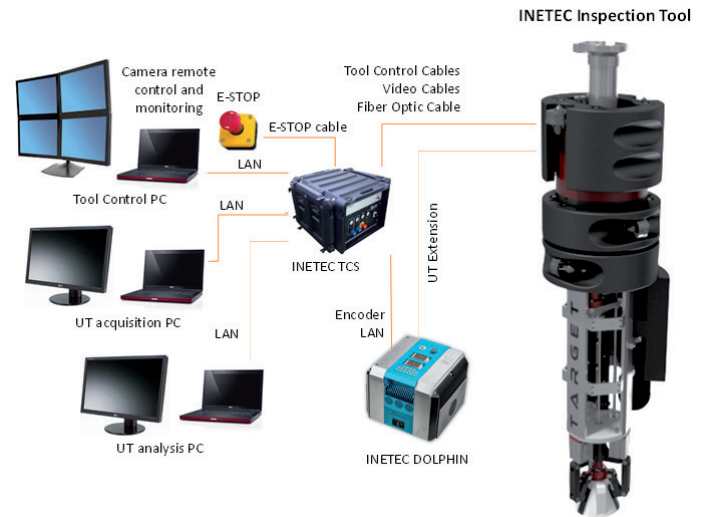 INETEC Inspection Tool
Camera remote
control and
monitoring
E-STOP
Tool Control Cables
Video Cables
Fiber Optic Cable
E-STOP cable
LAN
Tool Control PC
LAN
INETEC TCS
UT acquisition PC
UT Extension
LAN
Encoder
LAN
TARGET
UT analysis PC
INETEC DOLPHIN